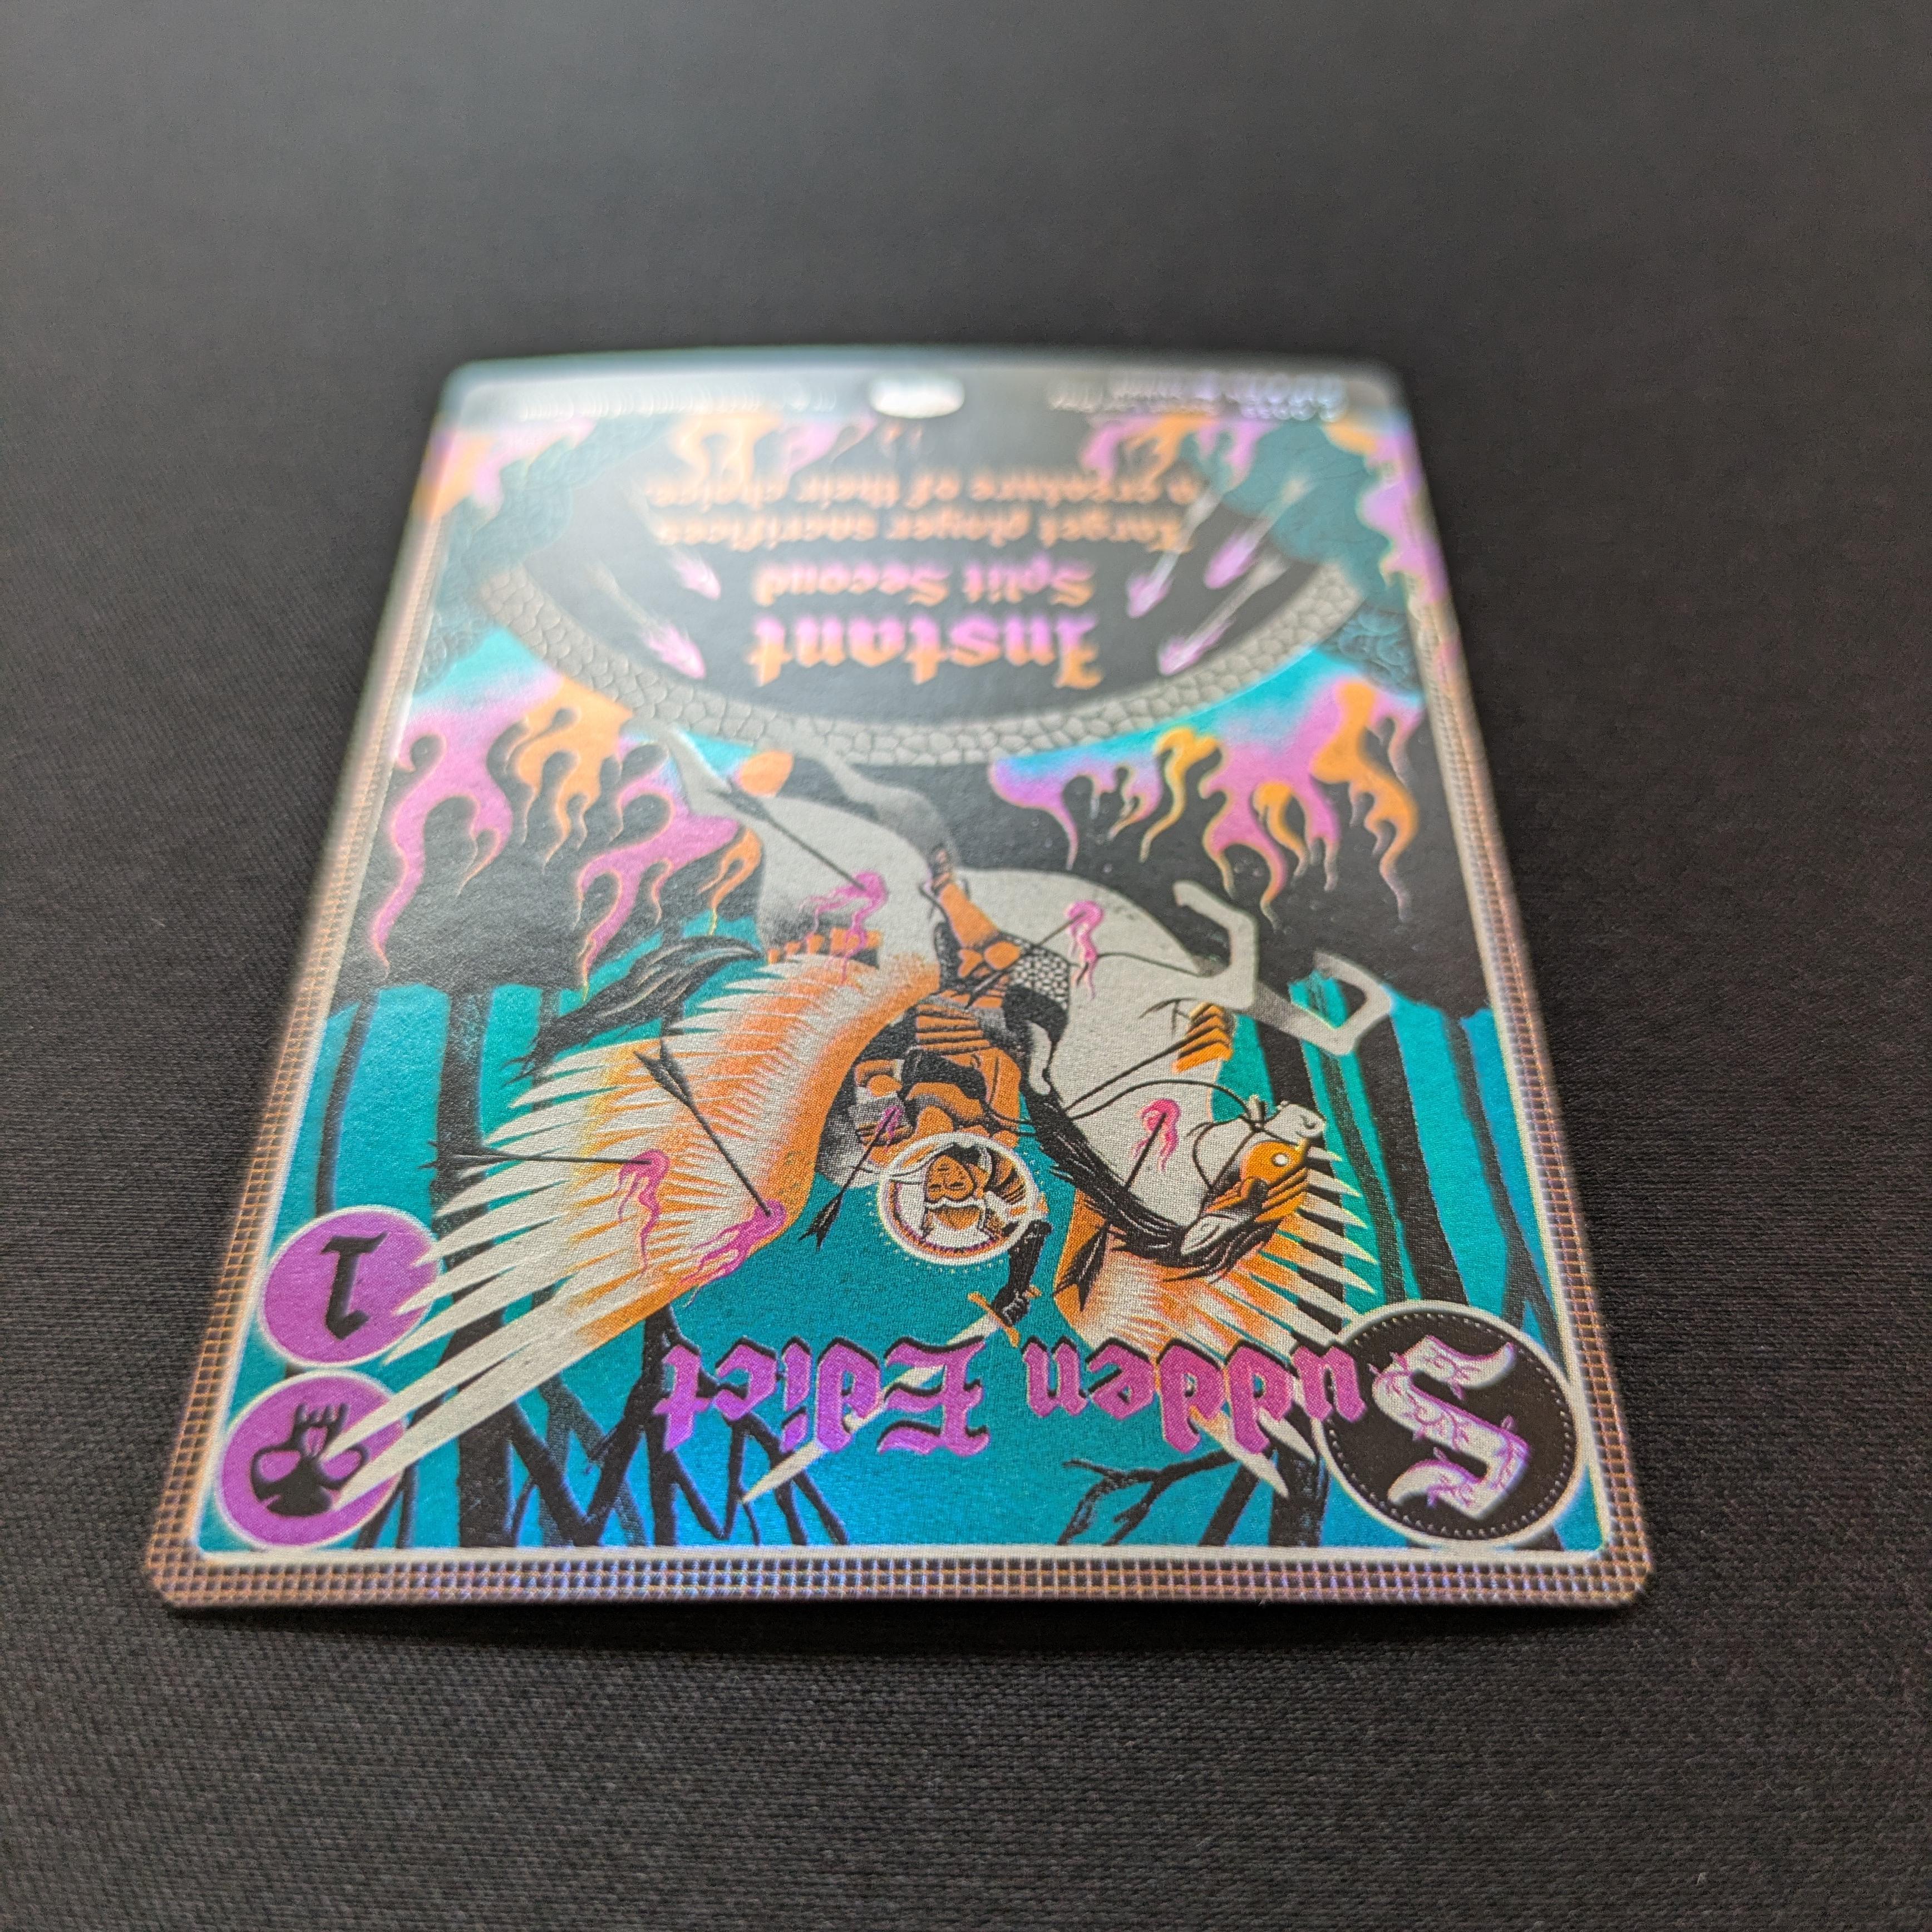 Sudden Edict
1
Instant
Split Second
Target player sacrifices
a creature of their choice.